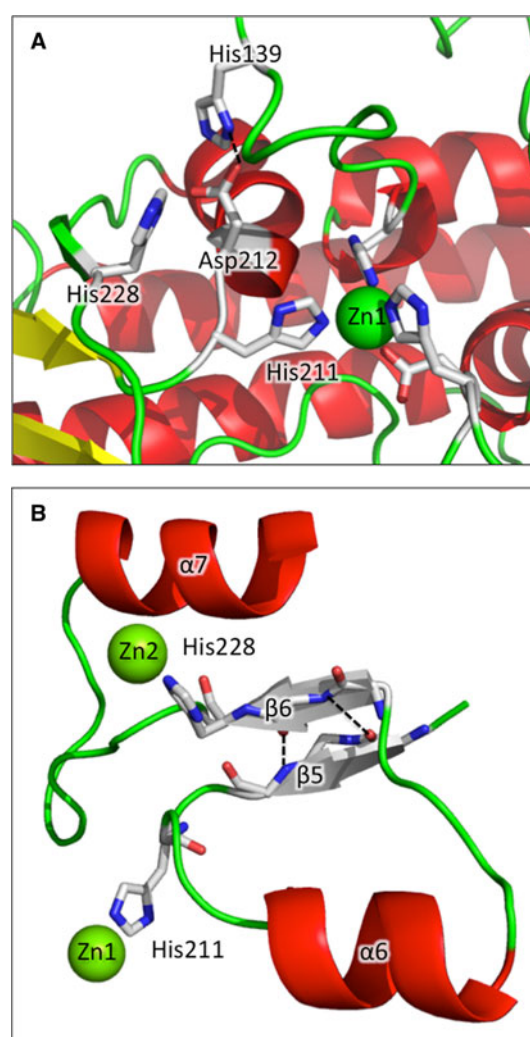 A
His139
Asp212
His228
Zn1
His211
B
α7
Zn2
His228
β6
β5
Zn1
His211
α6